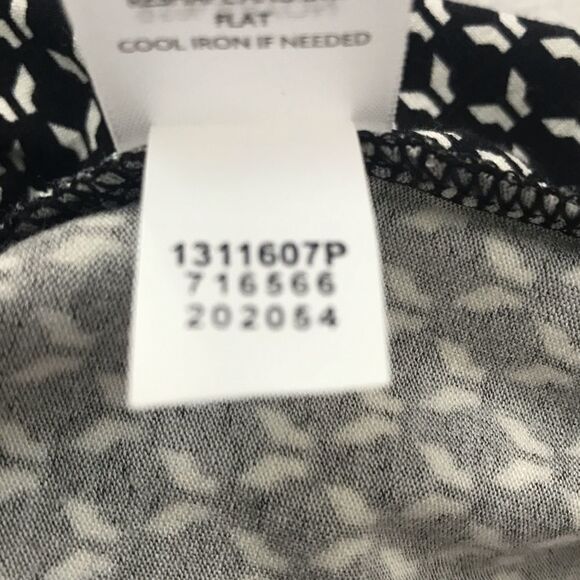 FLAT
COOL IRON IF NEEDED
1311607P
716566
202054